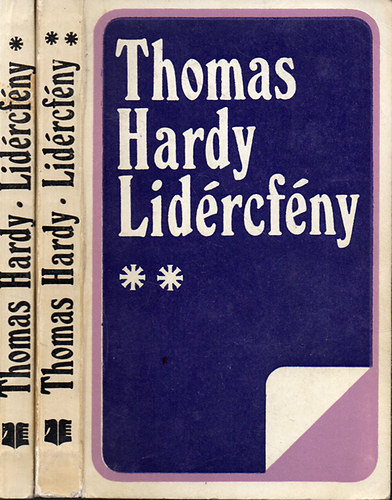 Thomas Hardy · Lidércfény *
Thomas Hardy · Lidércfény **
Thomas
Hardy
Lidércfény
**